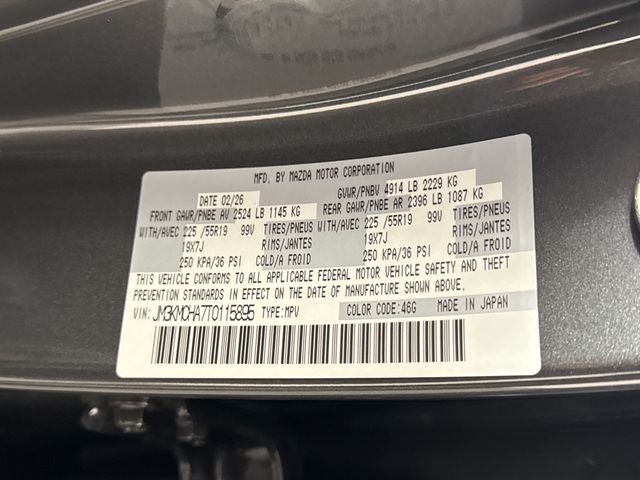 MFD. BY MAZDA MOTOR CORPORATION
DATE 02/26 GVWR/PNBV 4914 LB 2229 KG
FRONT GAWR/PNBE AV 2524 LB 1145 KG REAR GAWR/PNBE AR 2396 LB 1087 KG
WITH/AVEC 225 /55R19 99V TIRES/PNEUS WITH/AVEC 225 /55R19 99V TIRES/PNEUS
19X7J RIMS/JANTES 19X7J RIMS/JANTES
250 KPA/36 PSI COLD/A FROID 250 KPA/36 PSI COLD/A FROID
THIS VEHICLE CONFORMS TO ALL APPLICABLE FEDERAL MOTOR VEHICLE SAFETY AND THEFT
PREVENTION STANDARDS IN EFFECT ON THE DATE OF MANUFACTURE SHOWN ABOVE.
VIN: JM3KMCHA7T0115895 TYPE:MPV COLOR CODE:46G MADE IN JAPAN